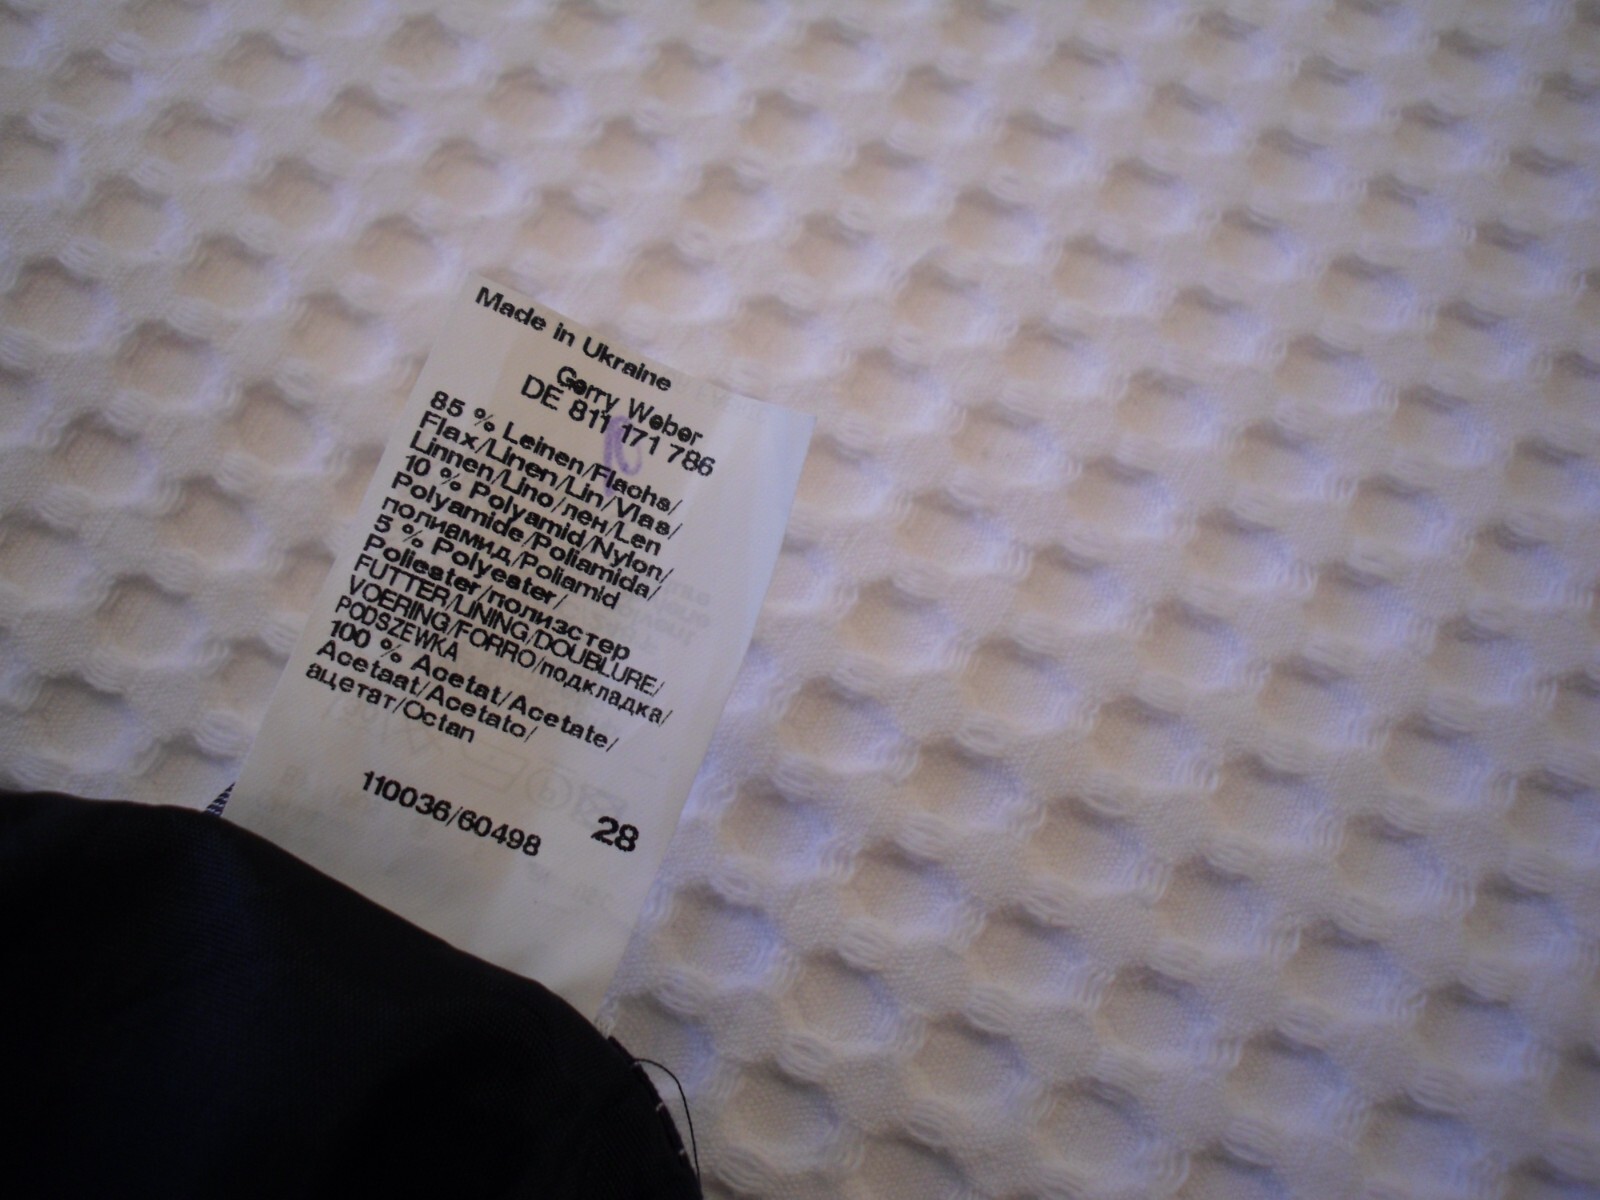 Made in Ukraine
Gerry Weber
DE 811 171 786
85 % Leinen/Flachs/
Flax/Linen/Lin/Vlas/
Linnen/Lino/лен/Len
10 % Polyamid/Nylon/
Polyamide/Poliamida/
полиамид/Poliamid
5 % Polyester/
Poliester/полиэстер
FUTTER/LINING/DOUBLURE/
VOERING/FORRO/подкладка/
PODSZEWKA
100 % Acetat/Acetate/
Acetaat/Acetato/
ацетат/Octan
110036/60498
28